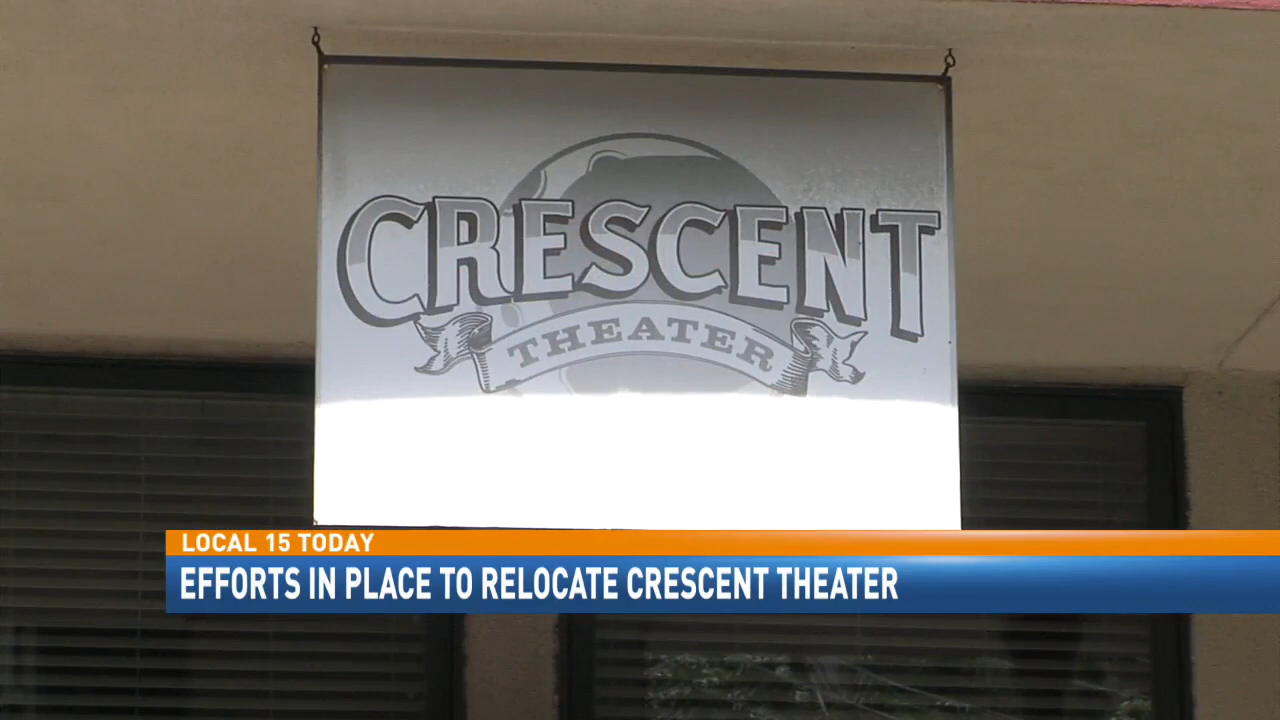 CRESCENT
THEATER
LOCAL 15 TODAY
EFFORTS IN PLACE TO RELOCATE CRESCENT THEATER